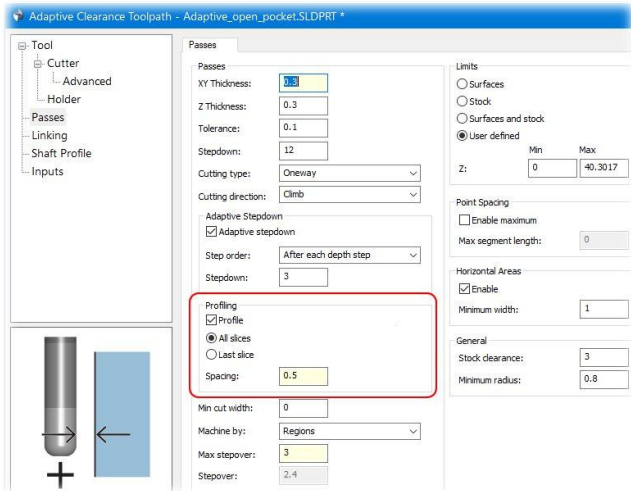 Adaptive Clearance Toolpath - Adaptive_open_pocket.SLDPRT *
Tool
Cutter
Advanced
Holder
Passes
Linking
Shaft Profile
Inputs
Passes
Passes
XY Thickness: 0.3
Z Thickness: 0.3
Tolerance: 0.1
Stepdown: 12
Cutting type: Oneway
Cutting direction: Climb
Adaptive Stepdown
Adaptive stepdown
Step order: After each depth step
Stepdown: 3
Profiling
Profile
All slices
Last slice
Spacing: 0.5
Min cut width: 0
Machine by: Regions
Max stepover: 3
Stepover: 2.4
Limits
Surfaces
Stock
Surfaces and stock
User defined
Min Max
Z: 0 40.3017
Point Spacing
Enable maximum
Max segment length: 0
Horizontal Areas
Enable
Minimum width: 1
General
Stock clearance: 3
Minimum radius: 0.8